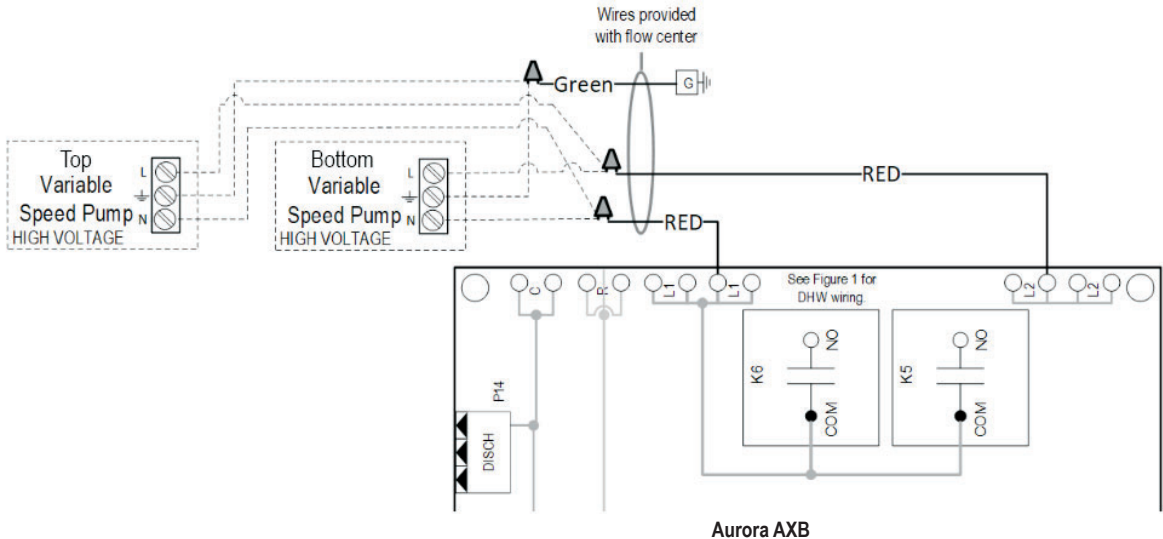 Wires provided
with flow center
Green
G
Top
Variable
Speed Pump
HIGH VOLTAGE
L
N
Bottom
Variable
Speed Pump
HIGH VOLTAGE
L
N
RED
RED
C
R
L1
L1
See Figure 1 for
DHW wiring.
L2
L2
K6
NO
COM
K5
NO
COM
P14
DISCH
Aurora AXB